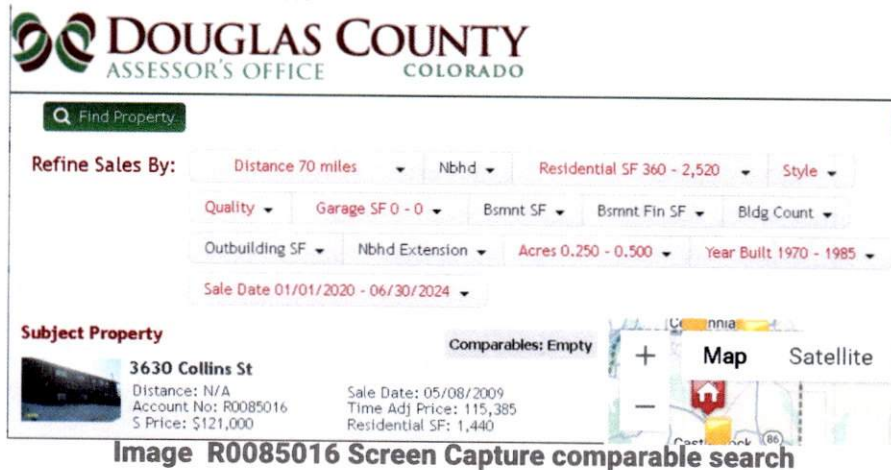 DOUGLAS COUNTY
ASSESSOR'S OFFICE COLORADO
Find Property
Refine Sales By: Distance 70 miles Nbhd Residential SF 360 - 2,520 Style
Quality Garage SF 0 - 0 Bsmnt SF Bsmnt Fin SF Bldg Count
Outbuilding SF Nbhd Extension Acres 0.250 - 0.500 Year Built 1970 - 1985
Sale Date 01/01/2020 - 06/30/2024
Subject Property
Comparables: Empty
3630 Collins St
Distance: N/A
Account No: R0085016
S Price: $121,000
Sale Date: 05/08/2009
Time Adj Price: 115,385
Residential SF: 1,440
+ Map Satellite
−
86
Image R0085016 Screen Capture comparable search